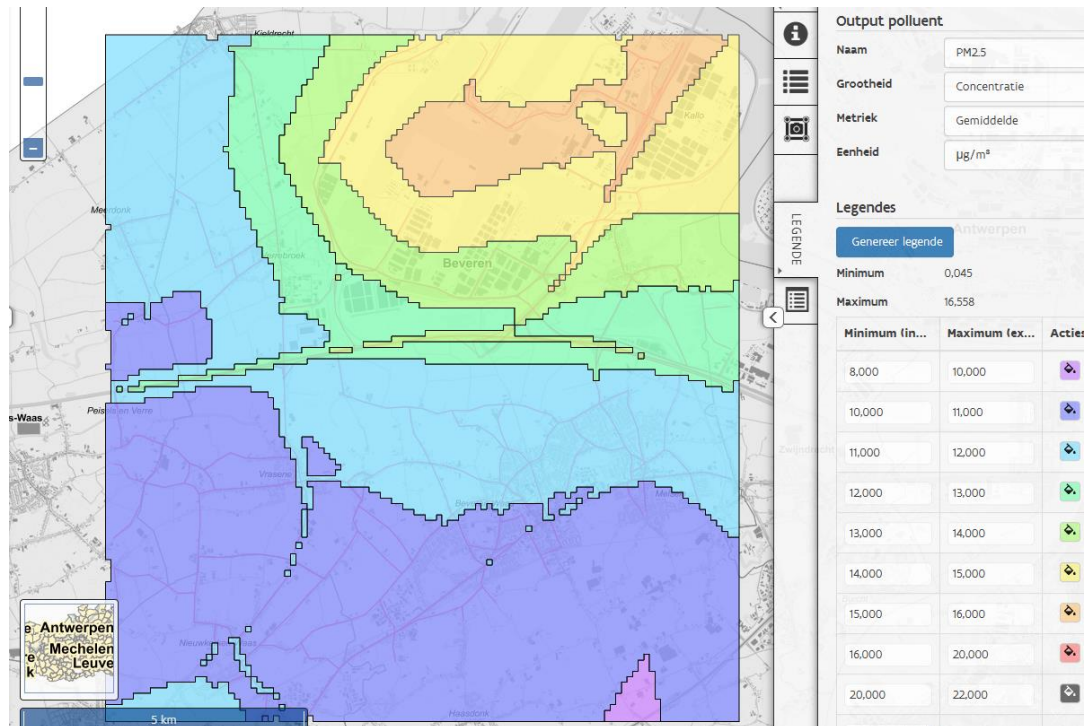 Kieldrecht
Kallo
Meerdonk
Beveren
s-Waas
Vrasene
Haasdonk
e Antwerpen
Mechelen
e Leuve
k
5 km
LEGENDE
Output polluent
Naam PM2.5
Grootheid Concentratie
Metriek Gemiddelde
Eenheid µg/m³
Legendes
Antwerpen
Genereer legende
Minimum 0,045
Maximum 16,558
Minimum (in... Maximum (ex... Acties
8,000 10,000
10,000 11,000
11,000 12,000
12,000 13,000
13,000 14,000
14,000 15,000
15,000 16,000
16,000 20,000
20,000 22,000